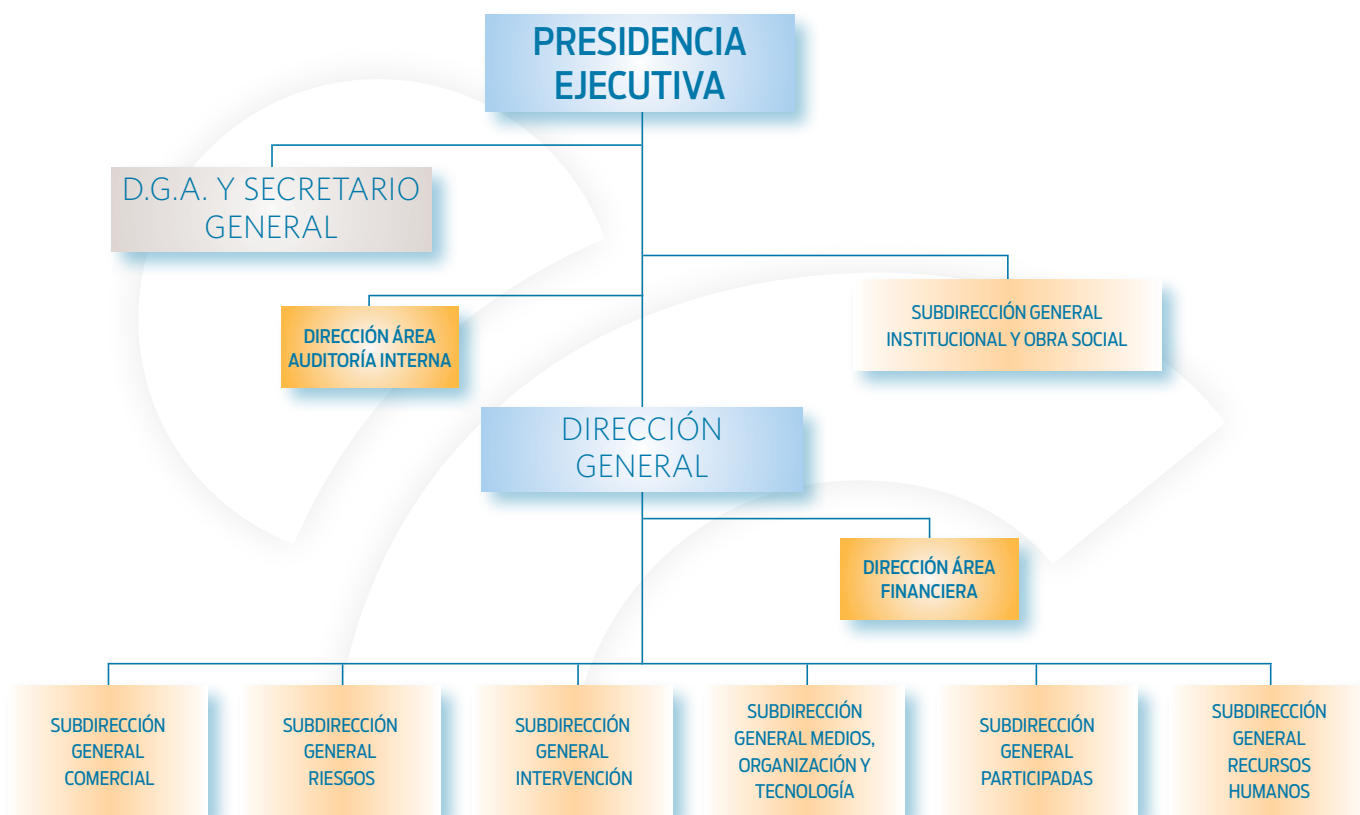 PRESIDENCIA
EJECUTIVA
D.G.A. Y SECRETARIO
GENERAL
SUBDIRECCIÓN GENERAL
INSTITUCIONAL Y OBRA SOCIAL
DIRECCIÓN ÁREA
AUDITORÍA INTERNA
DIRECCIÓN
GENERAL
DIRECCIÓN ÁREA
FINANCIERA
SUBDIRECCIÓN
GENERAL
COMERCIAL
SUBDIRECCIÓN
GENERAL
RIESGOS
SUBDIRECCIÓN
GENERAL
INTERVENCIÓN
SUBDIRECCIÓN
GENERAL MEDIOS,
ORGANIZACIÓN Y
TECNOLOGÍA
SUBDIRECCIÓN
GENERAL
PARTICIPADAS
SUBDIRECCIÓN
GENERAL
RECURSOS
HUMANOS